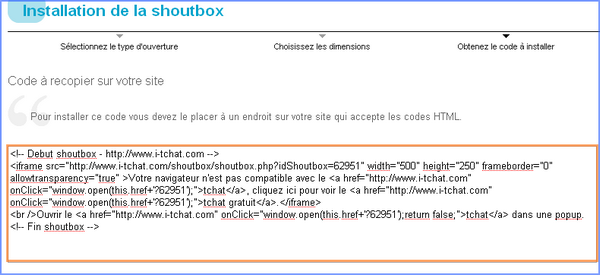 Installation de la shoutbox
Sélectionnez le type d'ouverture
Choisissez les dimensions
Obtenez le code à installer
Code à recopier sur votre site
Pour installer ce code vous devez le placer à un endroit sur votre site qui accepte les codes HTML.
<!-- Debut shoutbox - http://www.i-tchat.com -->
<iframe src="http://www.i-tchat.com/shoutbox/shoutbox.php?idShoutbox=62951" width="500" height="250" frameborder="0"
allowtransparency="true" >Votre navigateur n'est pas compatible avec le <a href="http://www.i-tchat.com"
onClick="window.open(this.href+'?62951');">tchat</a>, cliquez ici pour voir le <a href="http://www.i-tchat.com"
onClick="window.open(this.href+'?62951');">tchat gratuit</a>.</iframe>
<br />Ouvrir le <a href="http://www.i-tchat.com" onClick="window.open(this.href+'?62951');return false;">tchat</a> dans une popup.
<!-- Fin shoutbox -->